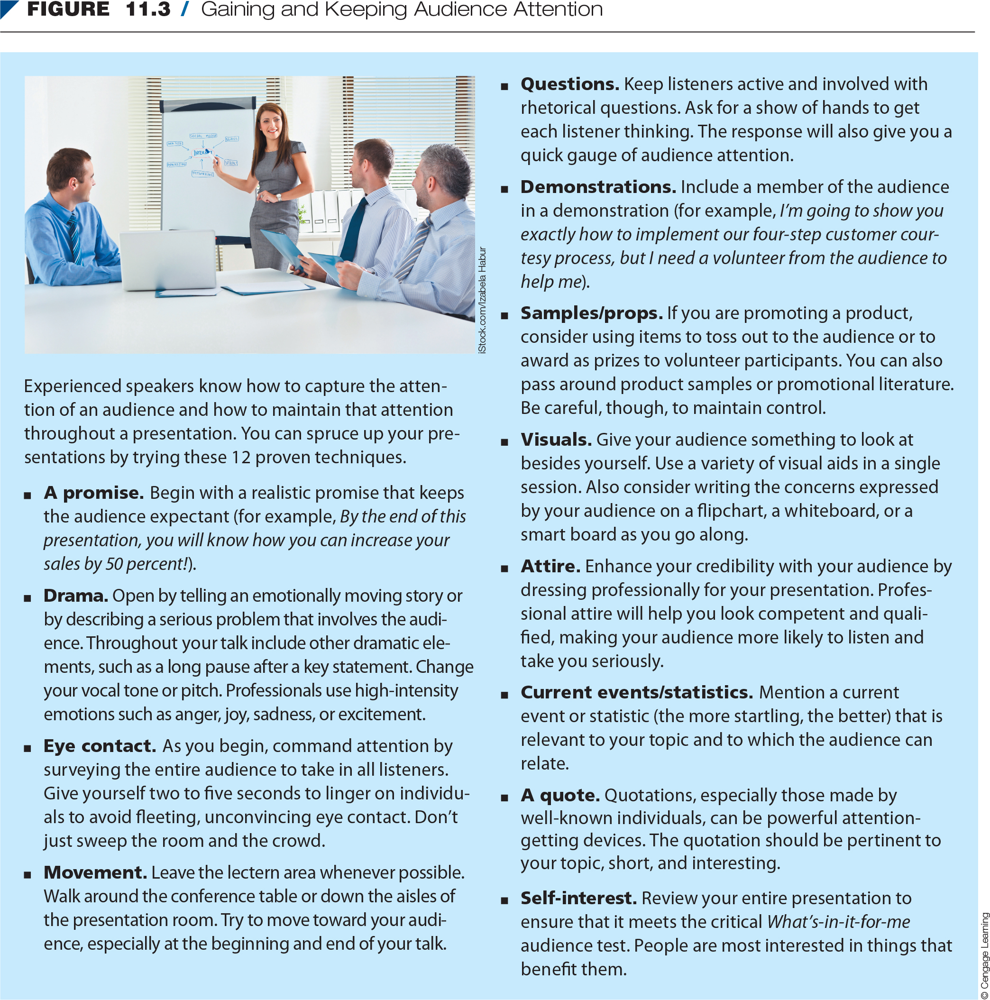 FIGURE 11.3 / Gaining and Keeping Audience Attention
SOCIAL MEDIA
BLOGS
WEB SITE
INTERNET
MARKETING
VIRAL
NETWORKING
iStock.com/Izabela Habur
Experienced speakers know how to capture the atten-
tion of an audience and how to maintain that attention
throughout a presentation. You can spruce up your pre-
sentations by trying these 12 proven techniques.
■ A promise. Begin with a realistic promise that keeps
the audience expectant (for example, By the end of this
presentation, you will know how you can increase your
sales by 50 percent!).
■ Drama. Open by telling an emotionally moving story or
by describing a serious problem that involves the audi-
ence. Throughout your talk include other dramatic ele-
ments, such as a long pause after a key statement. Change
your vocal tone or pitch. Professionals use high-intensity
emotions such as anger, joy, sadness, or excitement.
■ Eye contact. As you begin, command attention by
surveying the entire audience to take in all listeners.
Give yourself two to five seconds to linger on individu-
als to avoid fleeting, unconvincing eye contact. Don't
just sweep the room and the crowd.
■ Movement. Leave the lectern area whenever possible.
Walk around the conference table or down the aisles of
the presentation room. Try to move toward your audi-
ence, especially at the beginning and end of your talk.
■ Questions. Keep listeners active and involved with
rhetorical questions. Ask for a show of hands to get
each listener thinking. The response will also give you a
quick gauge of audience attention.
■ Demonstrations. Include a member of the audience
in a demonstration (for example, I'm going to show you
exactly how to implement our four-step customer cour-
tesy process, but I need a volunteer from the audience to
help me).
■ Samples/props. If you are promoting a product,
consider using items to toss out to the audience or to
award as prizes to volunteer participants. You can also
pass around product samples or promotional literature.
Be careful, though, to maintain control.
■ Visuals. Give your audience something to look at
besides yourself. Use a variety of visual aids in a single
session. Also consider writing the concerns expressed
by your audience on a flipchart, a whiteboard, or a
smart board as you go along.
■ Attire. Enhance your credibility with your audience by
dressing professionally for your presentation. Profes-
sional attire will help you look competent and quali-
fied, making your audience more likely to listen and
take you seriously.
■ Current events/statistics. Mention a current
event or statistic (the more startling, the better) that is
relevant to your topic and to which the audience can
relate.
■ A quote. Quotations, especially those made by
well-known individuals, can be powerful attention-
getting devices. The quotation should be pertinent to
your topic, short, and interesting.
■ Self-interest. Review your entire presentation to
ensure that it meets the critical What's-in-it-for-me
audience test. People are most interested in things that
benefit them.
© Cengage Learning